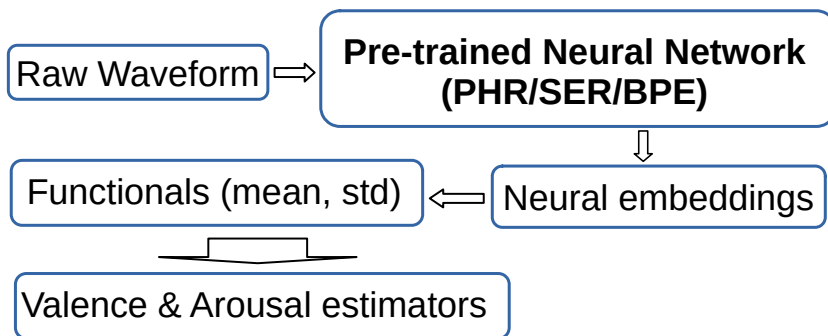 Raw Waveform
Pre-trained Neural Network
(PHR/SER/BPE)
Neural embeddings
Functionals (mean, std)
Valence & Arousal estimators